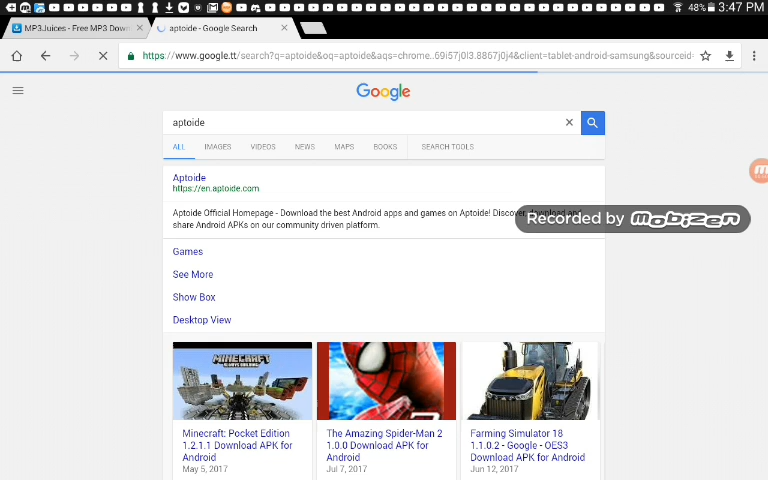 48% 3:47 PM
MP3Juices - Free MP3 Down
aptoide - Google Search
https://www.google.tt/search?q=aptoide&oq=aptoide&aqs=chrome..69i57j0l3.8867j0j4&client=tablet-android-samsung&sourceid=
Google
aptoide
ALL IMAGES VIDEOS NEWS MAPS BOOKS SEARCH TOOLS
Aptoide
https://en.aptoide.com
Aptoide Official Homepage - Download the best Android apps and games on Aptoide! Discover, download and
share Android APKs on our community driven platform.
Recorded by mobizen
Games
See More
Show Box
Desktop View
MINECRAFT
Minecraft: Pocket Edition
1.2.1.1 Download APK for
Android
May 5, 2017
The Amazing Spider-Man 2
1.0.0 Download APK for
Android
Jul 7, 2017
Farming Simulator 18
1.1.0.2 - Google - OES3
Download APK for Android
Jun 12, 2017